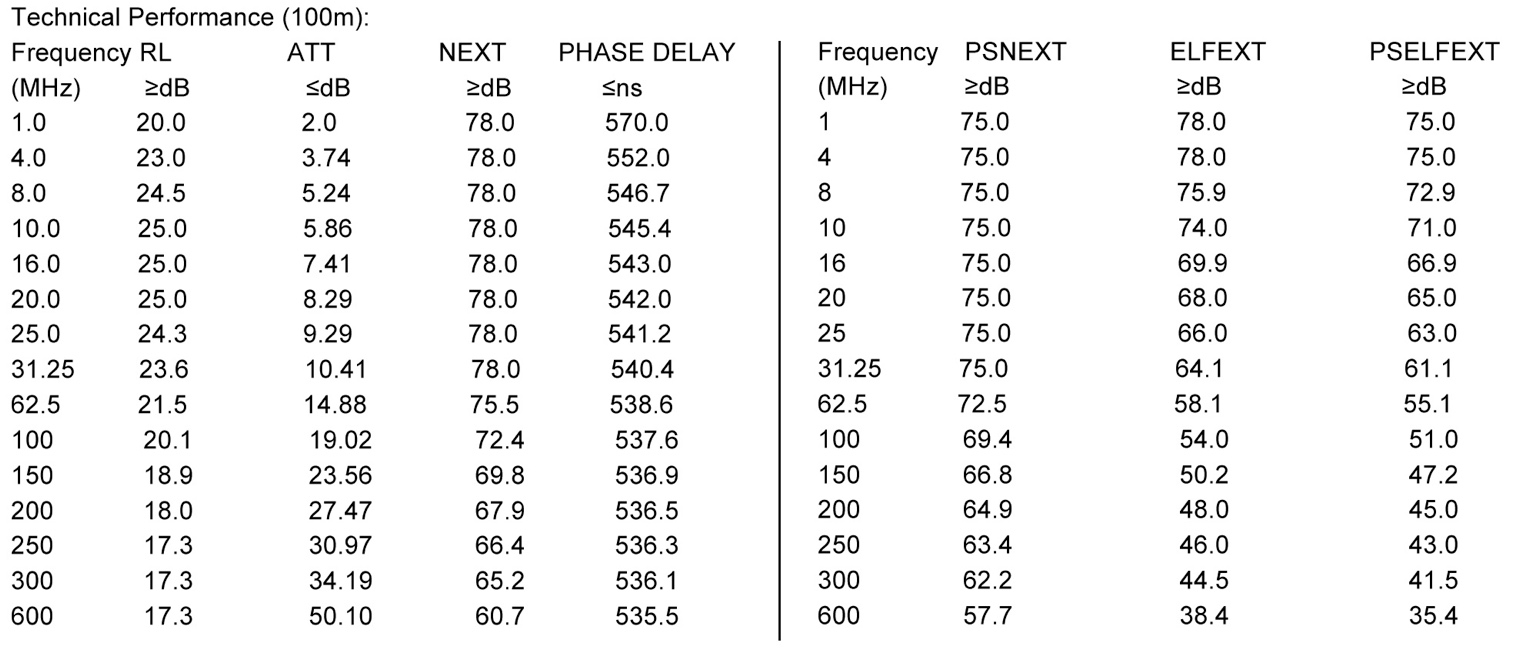 Technical Performance (100m):
Frequency RL ATT NEXT PHASE DELAY
(MHz) ≥dB ≤dB ≥dB ≤ns
1.0 20.0 2.0 78.0 570.0
4.0 23.0 3.74 78.0 552.0
8.0 24.5 5.24 78.0 546.7
10.0 25.0 5.86 78.0 545.4
16.0 25.0 7.41 78.0 543.0
20.0 25.0 8.29 78.0 542.0
25.0 24.3 9.29 78.0 541.2
31.25 23.6 10.41 78.0 540.4
62.5 21.5 14.88 75.5 538.6
100 20.1 19.02 72.4 537.6
150 18.9 23.56 69.8 536.9
200 18.0 27.47 67.9 536.5
250 17.3 30.97 66.4 536.3
300 17.3 34.19 65.2 536.1
600 17.3 50.10 60.7 535.5
Frequency PSNEXT ELFEXT PSELFEXT
(MHz) ≥dB ≥dB ≥dB
1 75.0 78.0 75.0
4 75.0 78.0 75.0
8 75.0 75.9 72.9
10 75.0 74.0 71.0
16 75.0 69.9 66.9
20 75.0 68.0 65.0
25 75.0 66.0 63.0
31.25 75.0 64.1 61.1
62.5 72.5 58.1 55.1
100 69.4 54.0 51.0
150 66.8 50.2 47.2
200 64.9 48.0 45.0
250 63.4 46.0 43.0
300 62.2 44.5 41.5
600 57.7 38.4 35.4